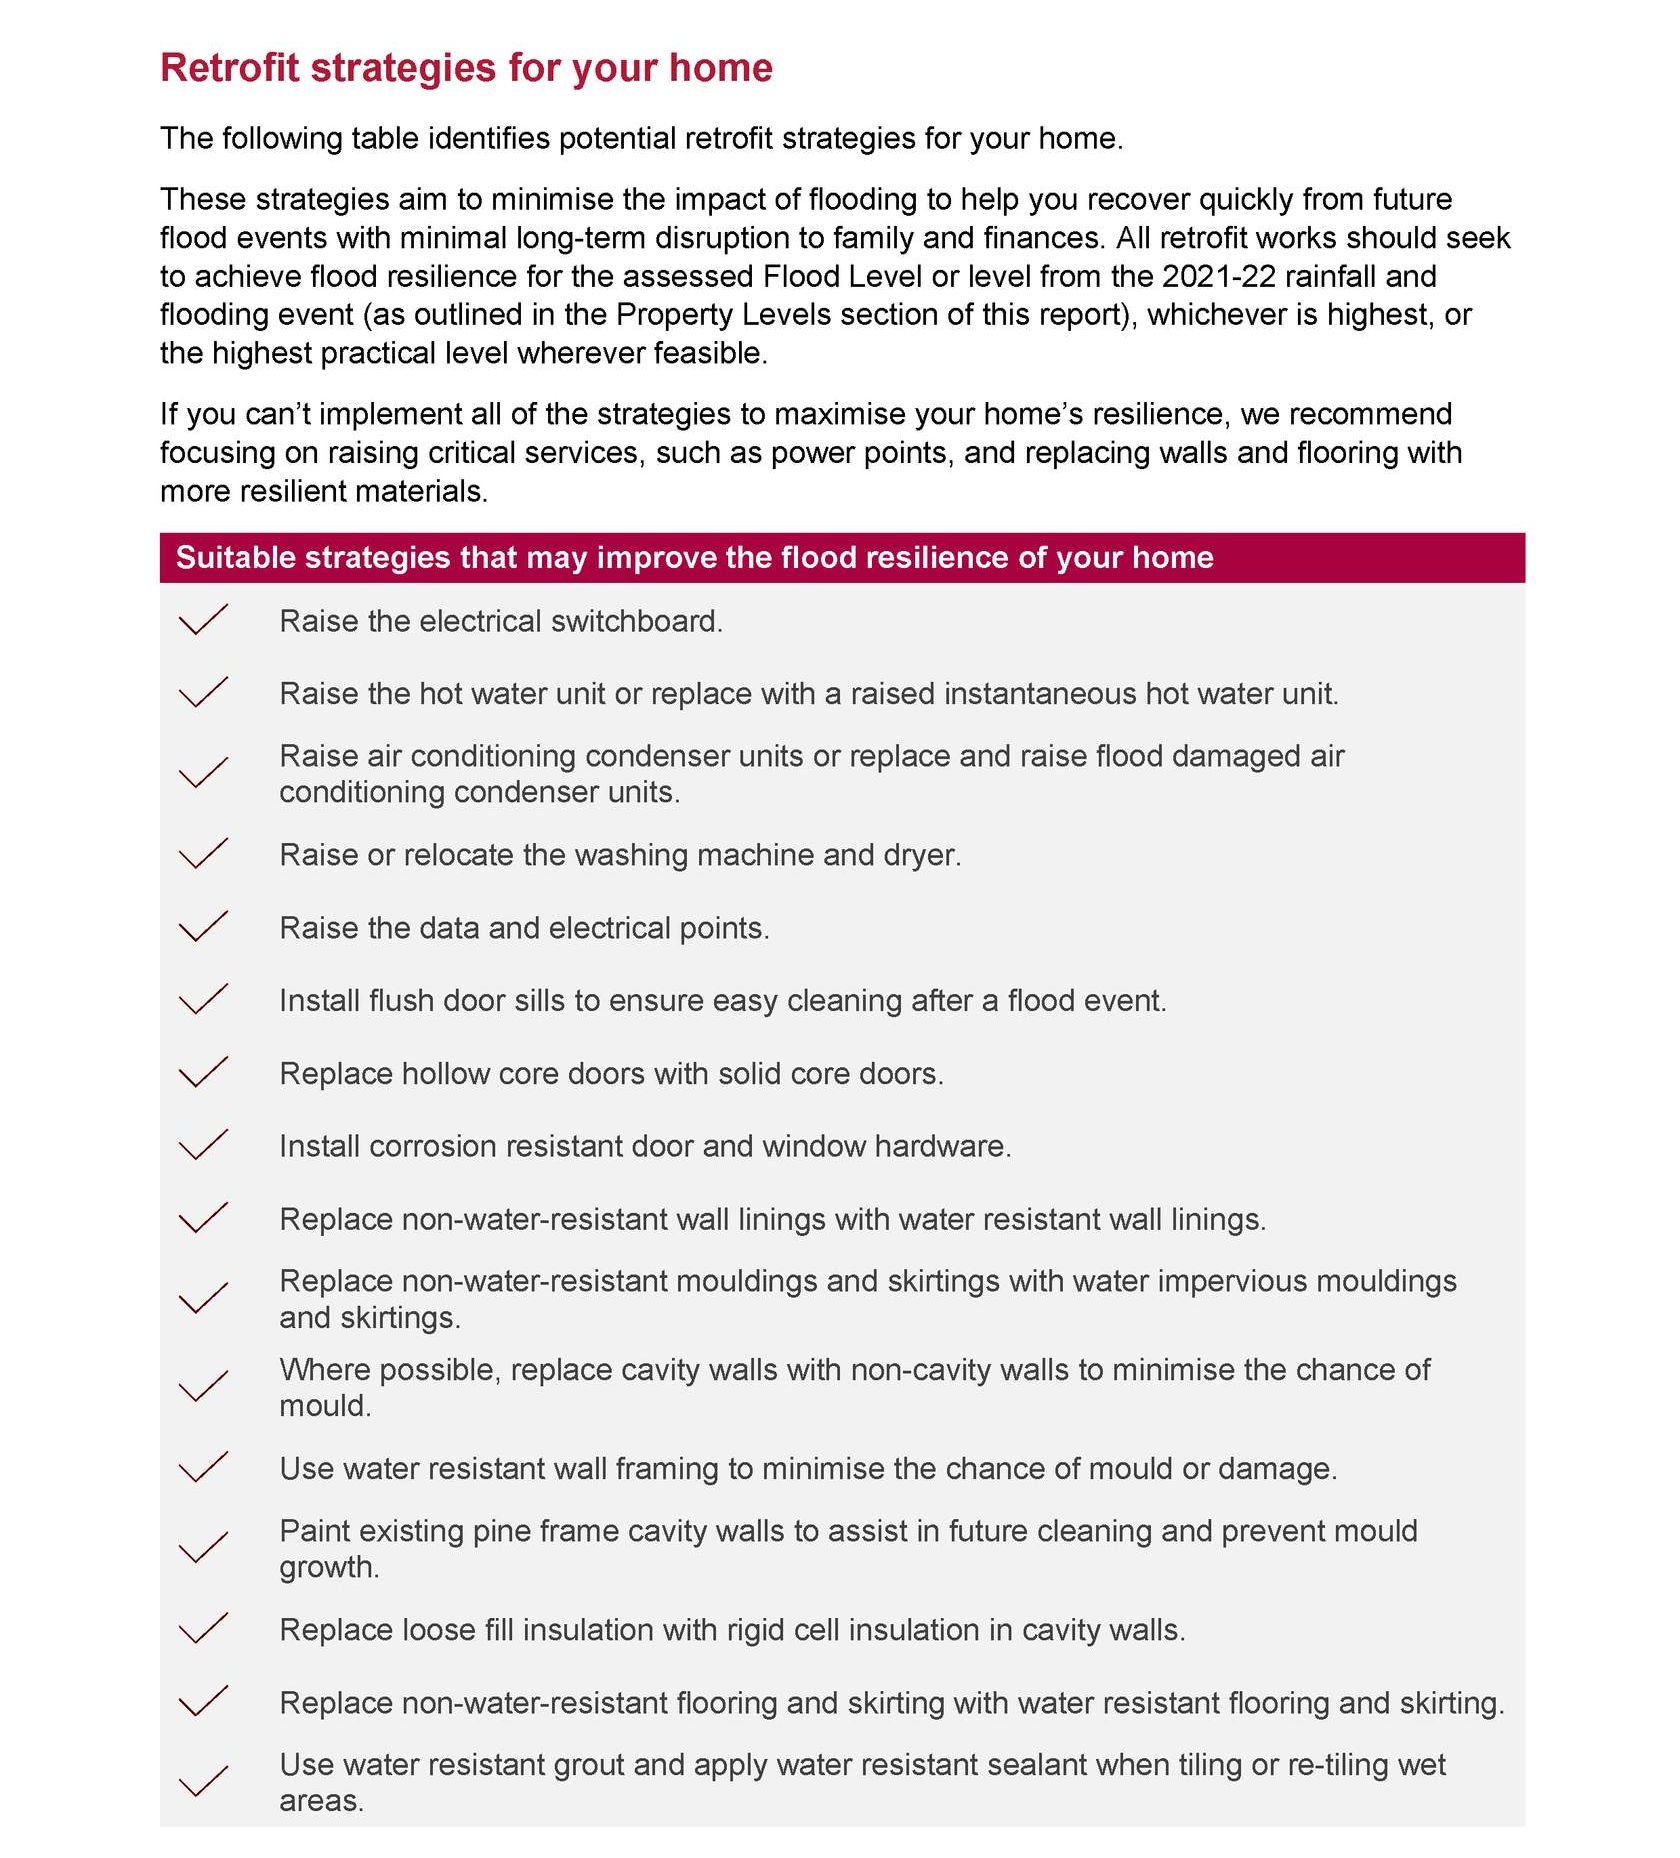 Retrofit strategies for your home
The following table identifies potential retrofit strategies for your home.
These strategies aim to minimise the impact of flooding to help you recover quickly from future
flood events with minimal long-term disruption to family and finances. All retrofit works should seek
to achieve flood resilience for the assessed Flood Level or level from the 2021-22 rainfall and
flooding event (as outlined in the Property Levels section of this report), whichever is highest, or
the highest practical level wherever feasible.
If you can’t implement all of the strategies to maximise your home’s resilience, we recommend
focusing on raising critical services, such as power points, and replacing walls and flooring with
more resilient materials.
Suitable strategies that may improve the flood resilience of your home
Raise the electrical switchboard.
Raise the hot water unit or replace with a raised instantaneous hot water unit.
Raise air conditioning condenser units or replace and raise flood damaged air
conditioning condenser units.
Raise or relocate the washing machine and dryer.
Raise the data and electrical points.
Install flush door sills to ensure easy cleaning after a flood event.
Replace hollow core doors with solid core doors.
Install corrosion resistant door and window hardware.
Replace non-water-resistant wall linings with water resistant wall linings.
Replace non-water-resistant mouldings and skirtings with water impervious mouldings
and skirtings.
Where possible, replace cavity walls with non-cavity walls to minimise the chance of
mould.
Use water resistant wall framing to minimise the chance of mould or damage.
Paint existing pine frame cavity walls to assist in future cleaning and prevent mould
growth.
Replace loose fill insulation with rigid cell insulation in cavity walls.
Replace non-water-resistant flooring and skirting with water resistant flooring and skirting.
Use water resistant grout and apply water resistant sealant when tiling or re-tiling wet
areas.